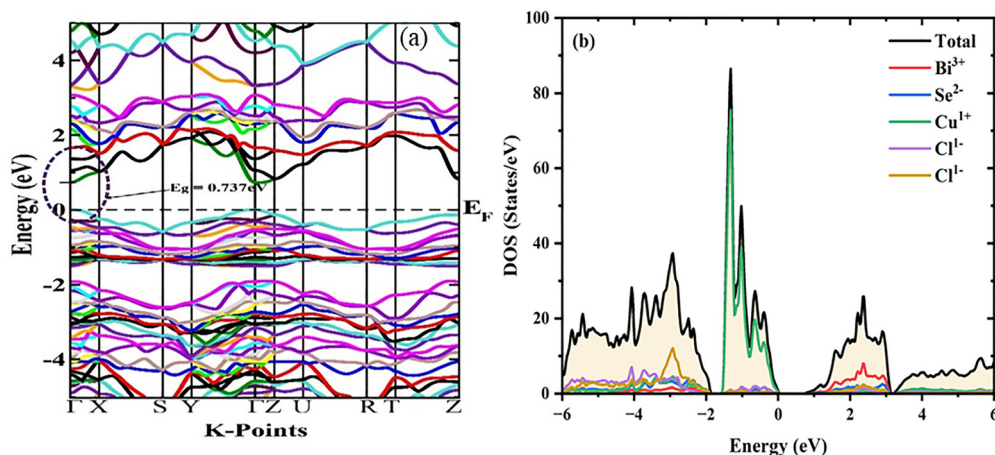 (a)
4
2
0
-2
-4
Energy (eV)
Eg = 0.737eV
E_F
Γ X S Y Γ Z U R T Z
K-Points
(b)
100
80
60
40
20
0
DOS (States/eV)
Total
Bi³⁺
Se²⁻
Cu¹⁺
Cl¹⁻
Cl¹⁻
-6 -4 -2 0 2 4 6
Energy (eV)